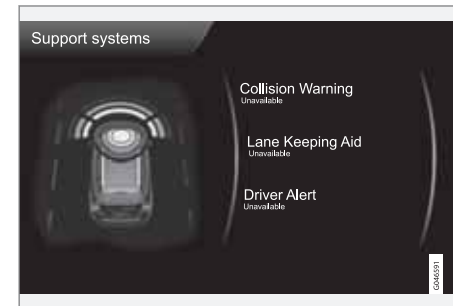 Support systems
Collision Warning
Unavailable
Lane Keeping Aid
Unavailable
Driver Alert
Unavailable
G046591